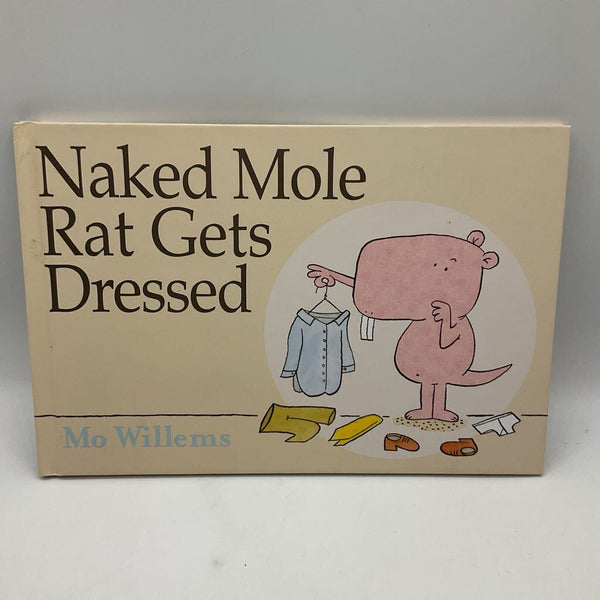 Naked Mole
Rat Gets
Dressed
Mo Willems